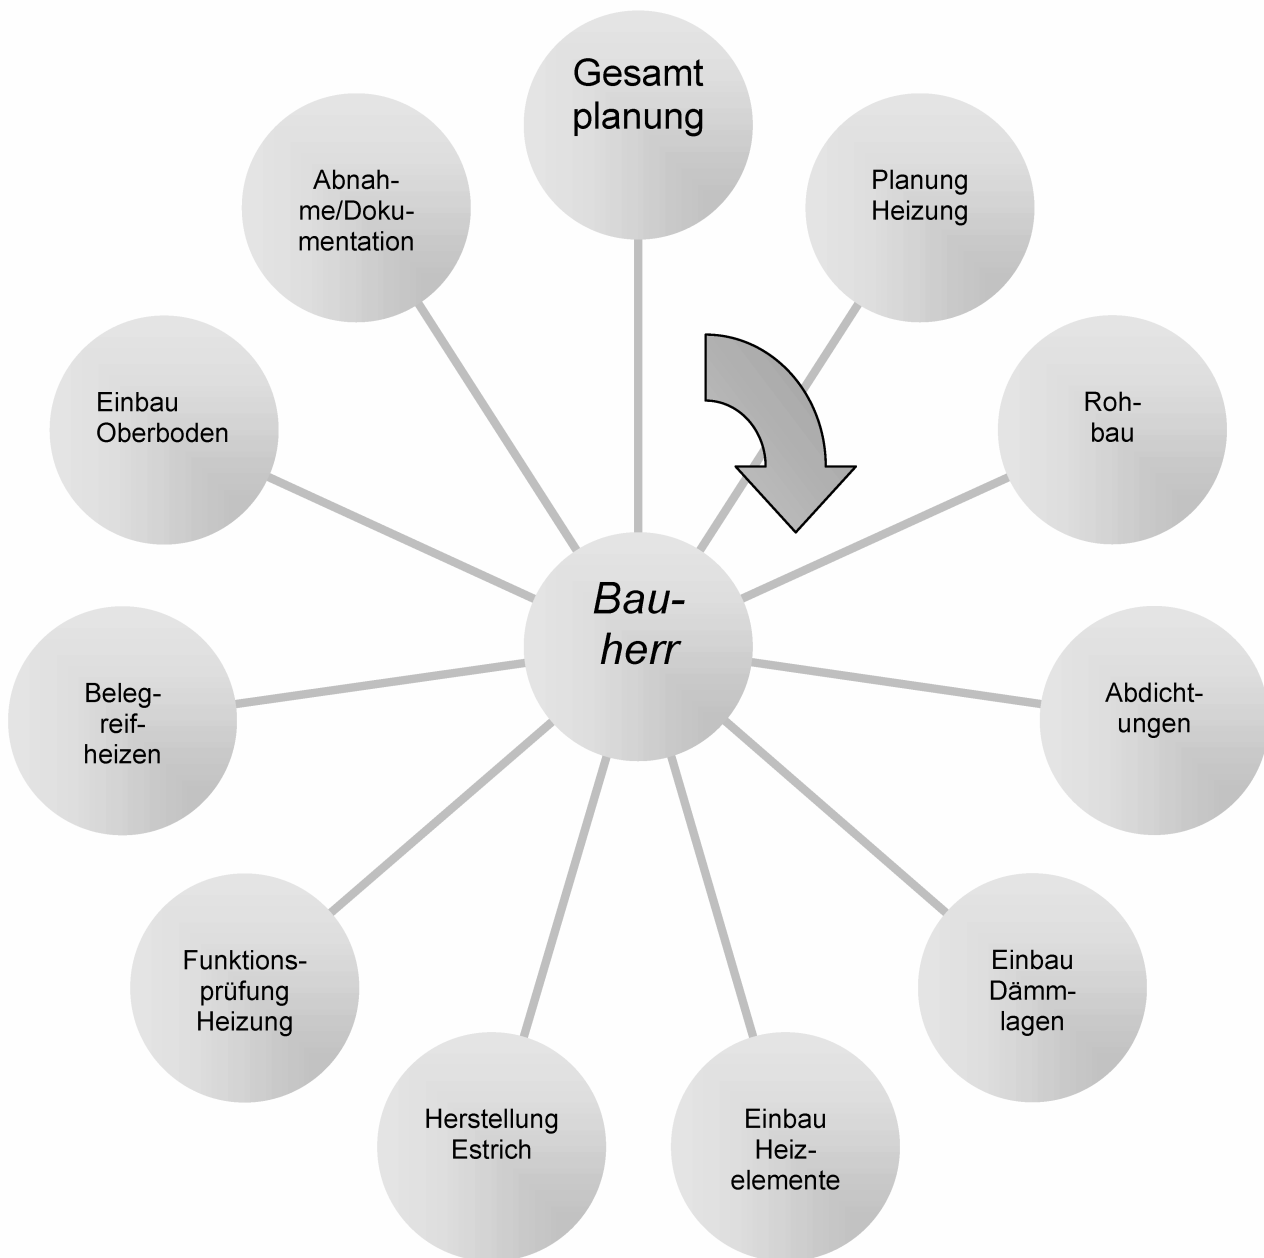 Gesamt
planung
Planung
Heizung
Roh-
bau
Abdicht-
ungen
Einbau
Dämm-
lagen
Einbau
Heiz-
elemente
Herstellung
Estrich
Funktions-
prüfung
Heizung
Beleg-
reif-
heizen
Einbau
Oberboden
Abnah-
me/Doku-
mentation
Bau-
herr